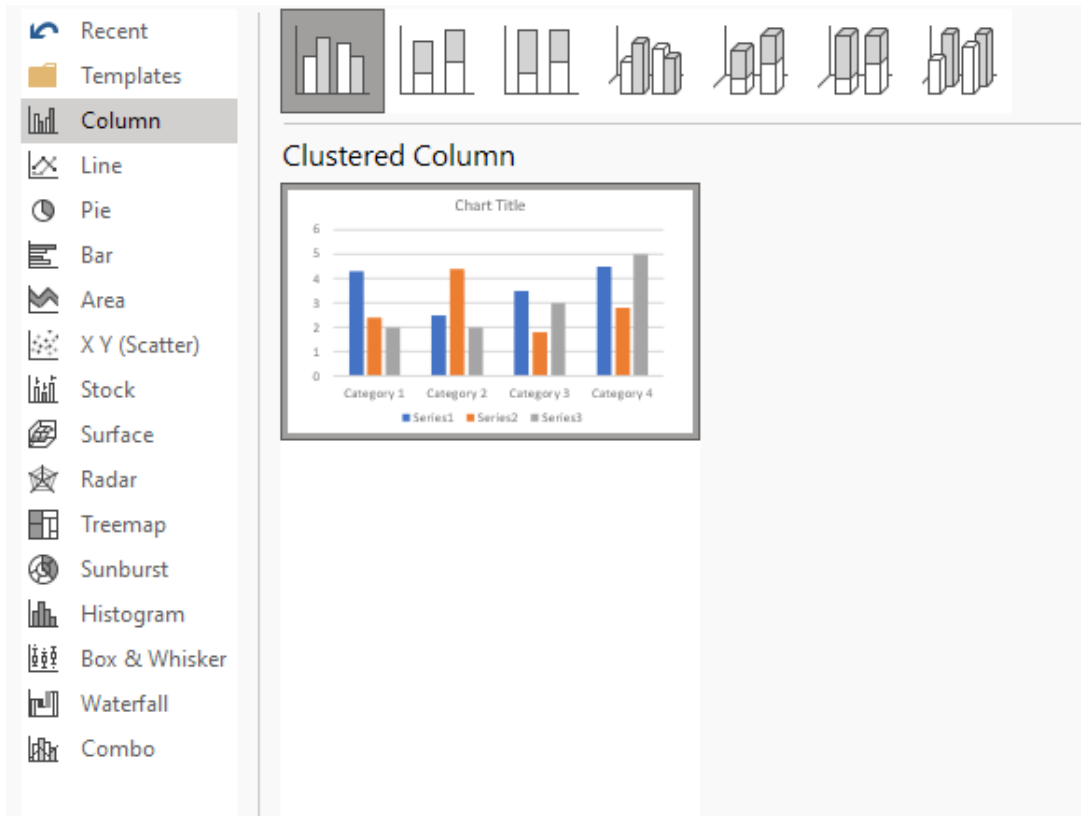 Recent
Templates
Column
Line
Pie
Bar
Area
X Y (Scatter)
Stock
Surface
Radar
Treemap
Sunburst
Histogram
Box & Whisker
Waterfall
Combo
Clustered Column
Chart Title
6
5
4
3
2
1
0
Category 1 Category 2 Category 3 Category 4
Series1 Series2 Series3